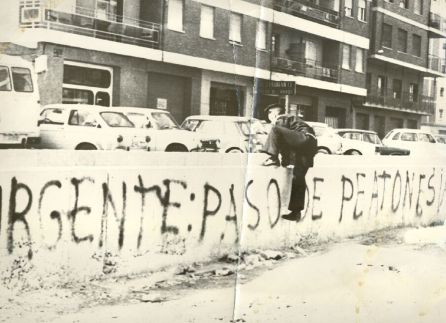 URGENTE: PASO DE PEATONES